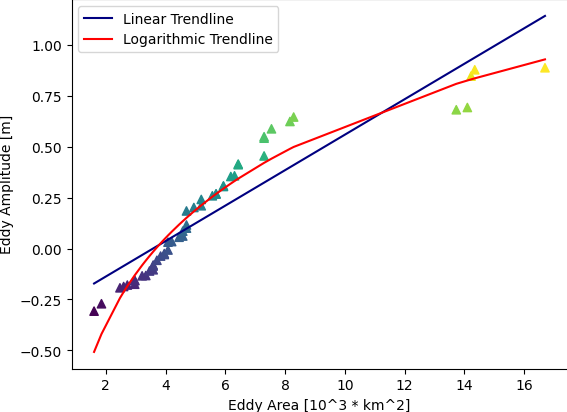 Linear Trendline
Logarithmic Trendline
Eddy Amplitude [m]
1.00
0.75
0.50
0.25
0.00
−0.25
−0.50
2 4 6 8 10 12 14 16
Eddy Area [10^3 * km^2]